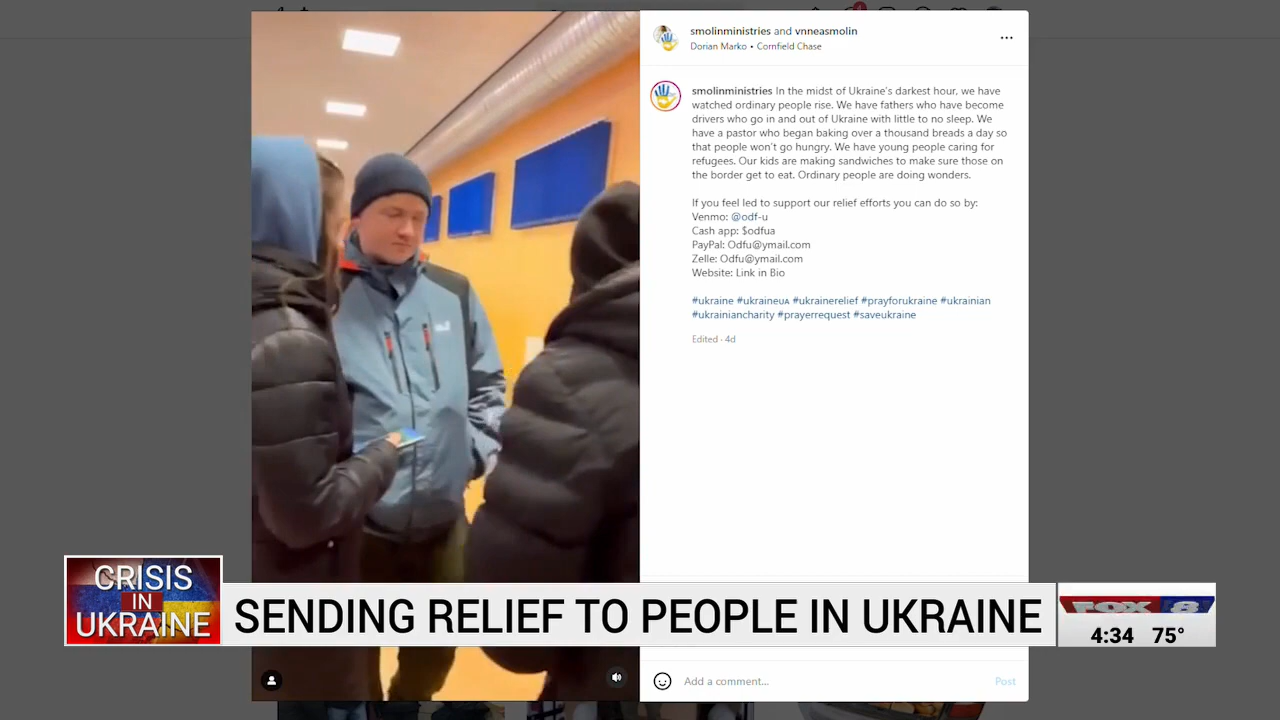 smolinministries and vnneasmolin
Dorian Marko • Cornfield Chase
smolinministries In the midst of Ukraine's darkest hour, we have
watched ordinary people rise. We have fathers who have become
drivers who go in and out of Ukraine with little to no sleep. We
have a pastor who began baking over a thousand breads a day so
that people won't go hungry. We have young people caring for
refugees. Our kids are making sandwiches to make sure those on
the border get to eat. Ordinary people are doing wonders.
If you feel led to support our relief efforts you can do so by:
Venmo: @odf-u
Cash app: $odfua
PayPal: Odfu@ymail.com
Zelle: Odfu@ymail.com
Website: Link in Bio
#ukraine #ukraineUA #ukrainerelief #prayforukraine #ukrainian
#ukrainiancharity #prayerrequest #saveukraine
Edited · 4d
CRISIS
IN
UKRAINE
SENDING RELIEF TO PEOPLE IN UKRAINE
FOX 8
4:34 75°
Add a comment...
Post